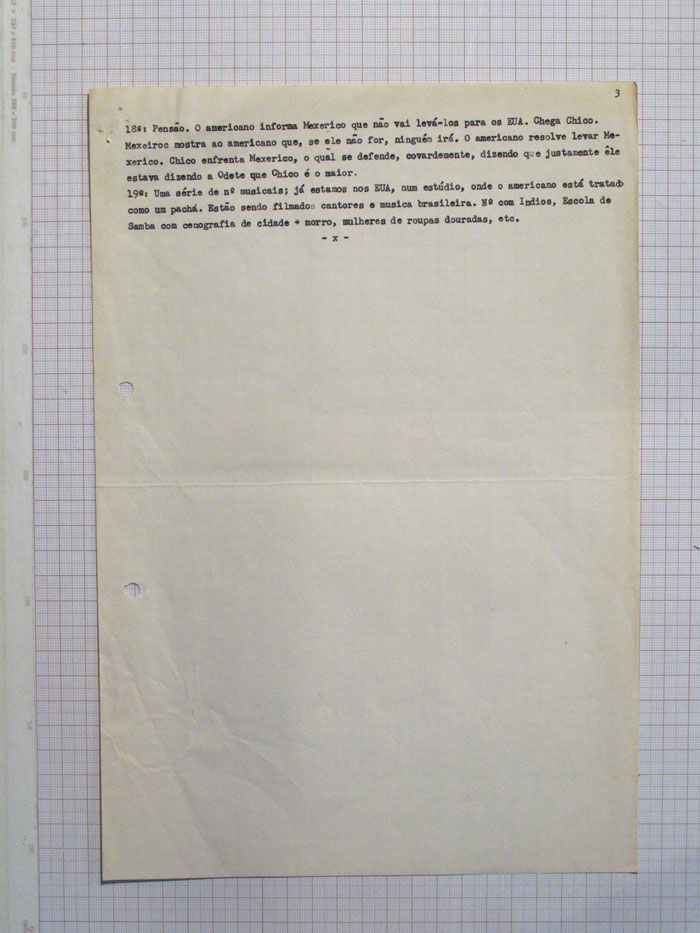 3
18º: Pensão. O americano informa Mexerico que não vai levá-los para os EUA. Chega Chico.
Mexeiroc mostra ao americano que, se ele não for, ninguém irá. O americano resolve levar Me-
xerico. Chico enfrenta Mexerico, o qual se defende, covardemente, dizendo que justamente êle
estava dizendo a Odete que Chico é o maior.
19º: Uma série de nº musicais; já estamos nos EUA, num estúdio, onde o americano está tratado
como um pachá. Estão sendo filmados cantores e musica brasileira. Nº com Indios, Escola de
Samba com cenografia de cidade + morro, mulheres de roupas douradas, etc.
- x -